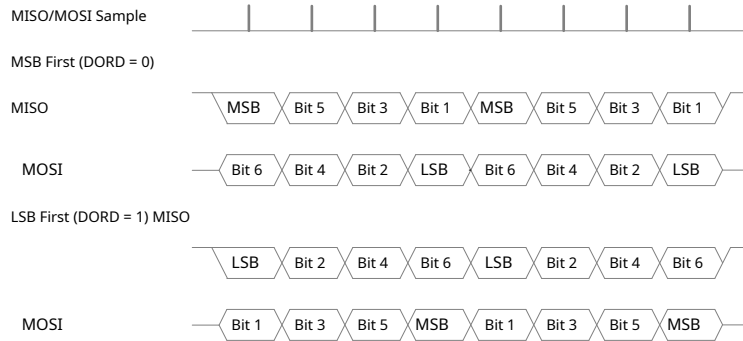 MISO/MOSI Sample
MSB First (DORD = 0)
MISO MSB Bit 5 Bit 3 Bit 1 MSB Bit 5 Bit 3 Bit 1
MOSI Bit 6 Bit 4 Bit 2 LSB Bit 6 Bit 4 Bit 2 LSB
LSB First (DORD = 1) MISO
LSB Bit 2 Bit 4 Bit 6 LSB Bit 2 Bit 4 Bit 6
MOSI Bit 1 Bit 3 Bit 5 MSB Bit 1 Bit 3 Bit 5 MSB